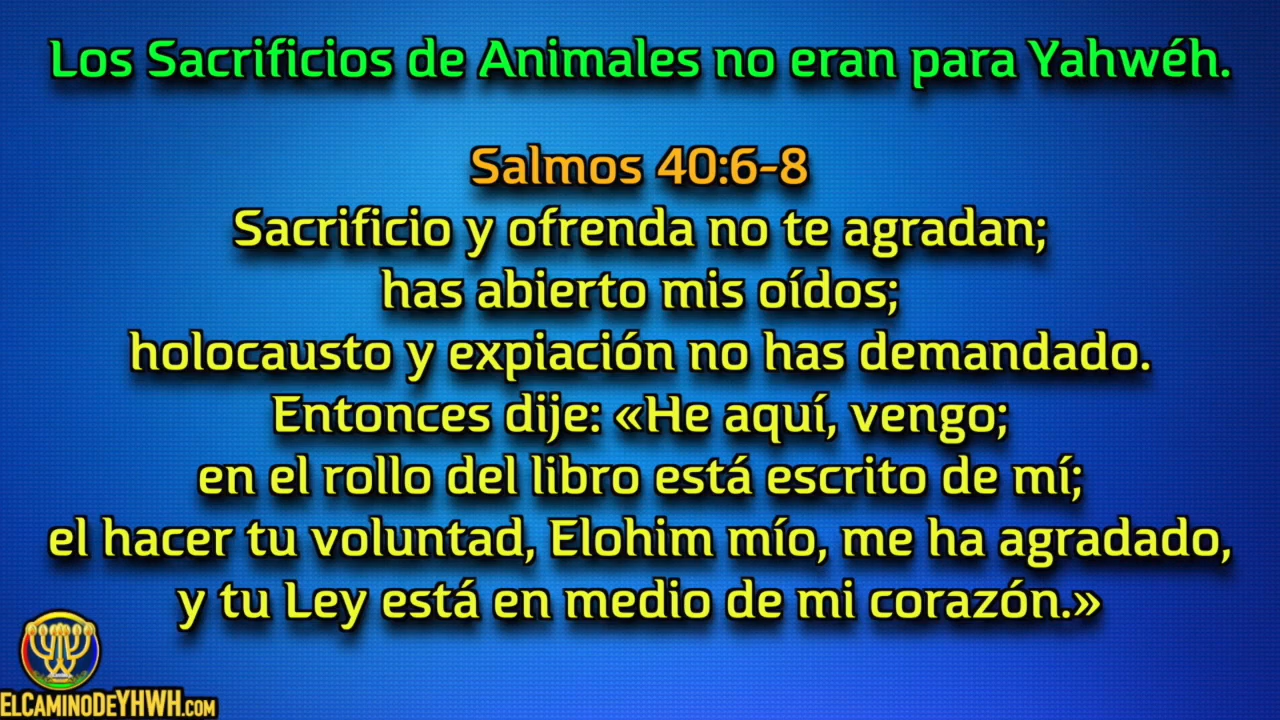 Los Sacrificios de Animales no eran para Yahwéh.
Salmos 40:6-8
Sacrificio y ofrenda no te agradan;
has abierto mis oídos;
holocausto y expiación no has demandado.
Entonces dije: «He aquí, vengo;
en el rollo del libro está escrito de mí;
el hacer tu voluntad, Elohim mío, me ha agradado,
y tu Ley está en medio de mi corazón.»
ELCAMINODEYHWH.COM